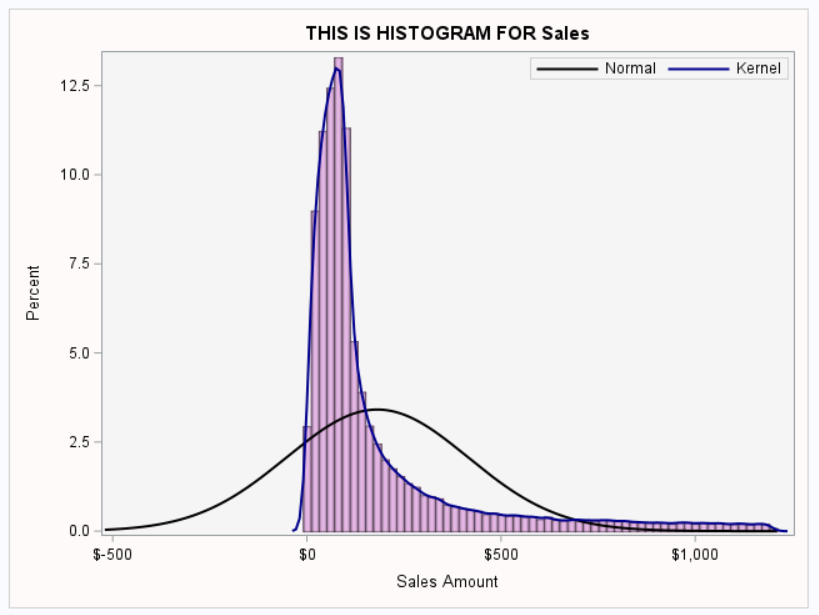 THIS IS HISTOGRAM FOR Sales
Normal Kernel
12.5
10.0
7.5
5.0
2.5
0.0
Percent
$-500 $0 $500 $1,000
Sales Amount